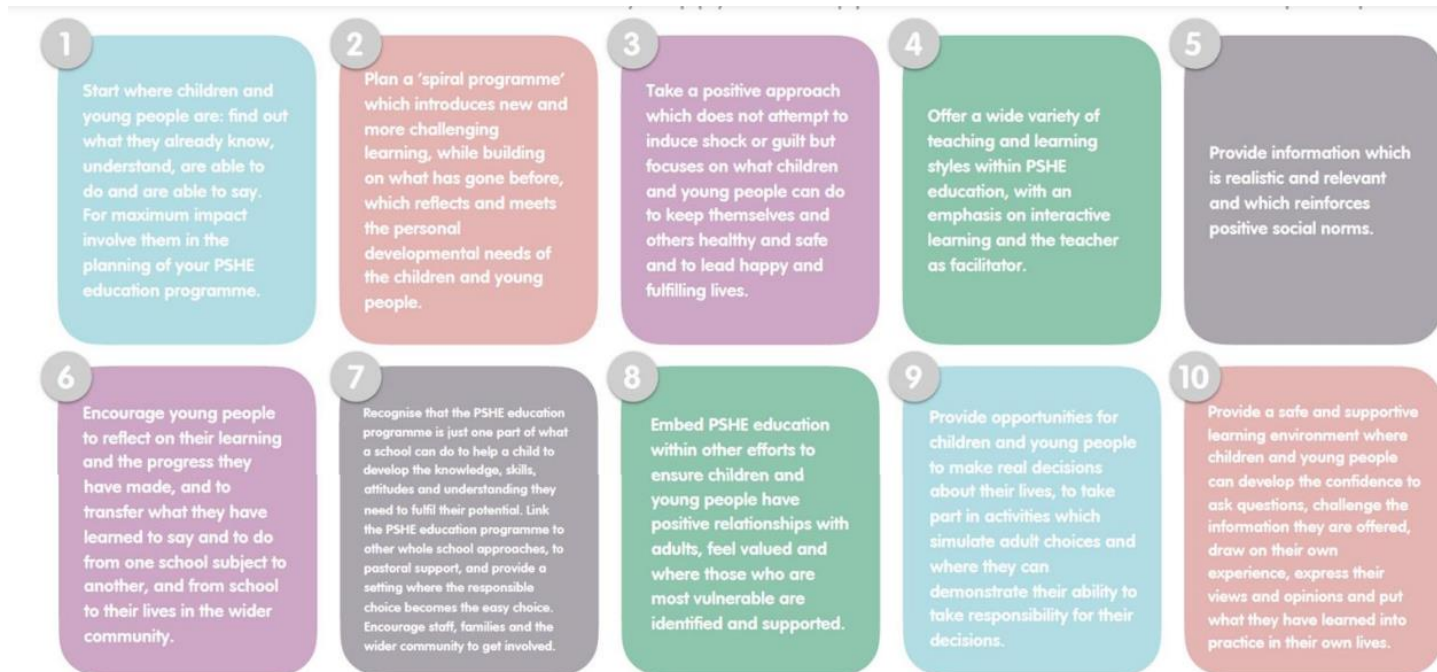 1
Start where children and
young people are: find out
what they already know,
understand, are able to
do and are able to say.
For maximum impact
involve them in the
planning of your PSHE
education programme.
2
Plan a ‘spiral programme’
which introduces new and
more challenging
learning, while building
on what has gone before,
which reflects and meets
the personal
developmental needs of
the children and young
people.
3
Take a positive approach
which does not attempt to
induce shock or guilt but
focuses on what children
and young people can do
to keep themselves and
others healthy and safe
and to lead happy and
fulfilling lives.
4
Offer a wide variety of
teaching and learning
styles within PSHE
education, with an
emphasis on interactive
learning and the teacher
as facilitator.
5
Provide information which
is realistic and relevant
and which reinforces
positive social norms.
6
Encourage young people
to reflect on their learning
and the progress they
have made, and to
transfer what they have
learned to say and to do
from one school subject to
another, and from school
to their lives in the wider
community.
7
Recognise that the PSHE education
programme is just one part of what
a school can do to help a child to
develop the knowledge, skills,
attitudes and understanding they
need to fulfil their potential. Link
the PSHE education programme to
other whole school approaches, to
pastoral support, and provide a
setting where the responsible
choice becomes the easy choice.
Encourage staff, families and the
wider community to get involved.
8
Embed PSHE education
within other efforts to
ensure children and
young people have
positive relationships with
adults, feel valued and
where those who are
most vulnerable are
identified and supported.
9
Provide opportunities for
children and young people
to make real decisions
about their lives, to take
part in activities which
simulate adult choices and
where they can
demonstrate their ability to
take responsibility for their
decisions.
10
Provide a safe and supportive
learning environment where
children and young people
can develop the confidence to
ask questions, challenge the
information they are offered,
draw on their own
experience, express their
views and opinions and put
what they have learned into
practice in their own lives.